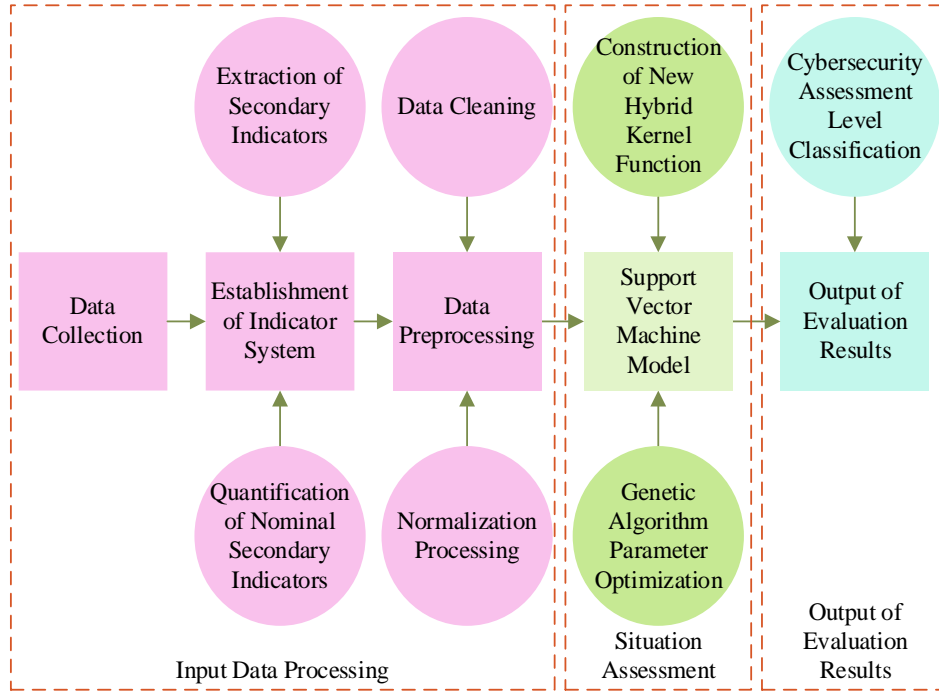 Extraction of
Secondary
Indicators
Data Cleaning
Construction
of New
Hybrid
Kernel
Function
Cybersecurity
Assessment
Level
Classification
Data
Collection
Establishment
of Indicator
System
Data
Preprocessing
Support
Vector
Machine
Model
Output of
Evaluation
Results
Quantification
of Nominal
Secondary
Indicators
Normalization
Processing
Genetic
Algorithm
Parameter
Optimization
Input Data Processing
Situation
Assessment
Output of
Evaluation
Results